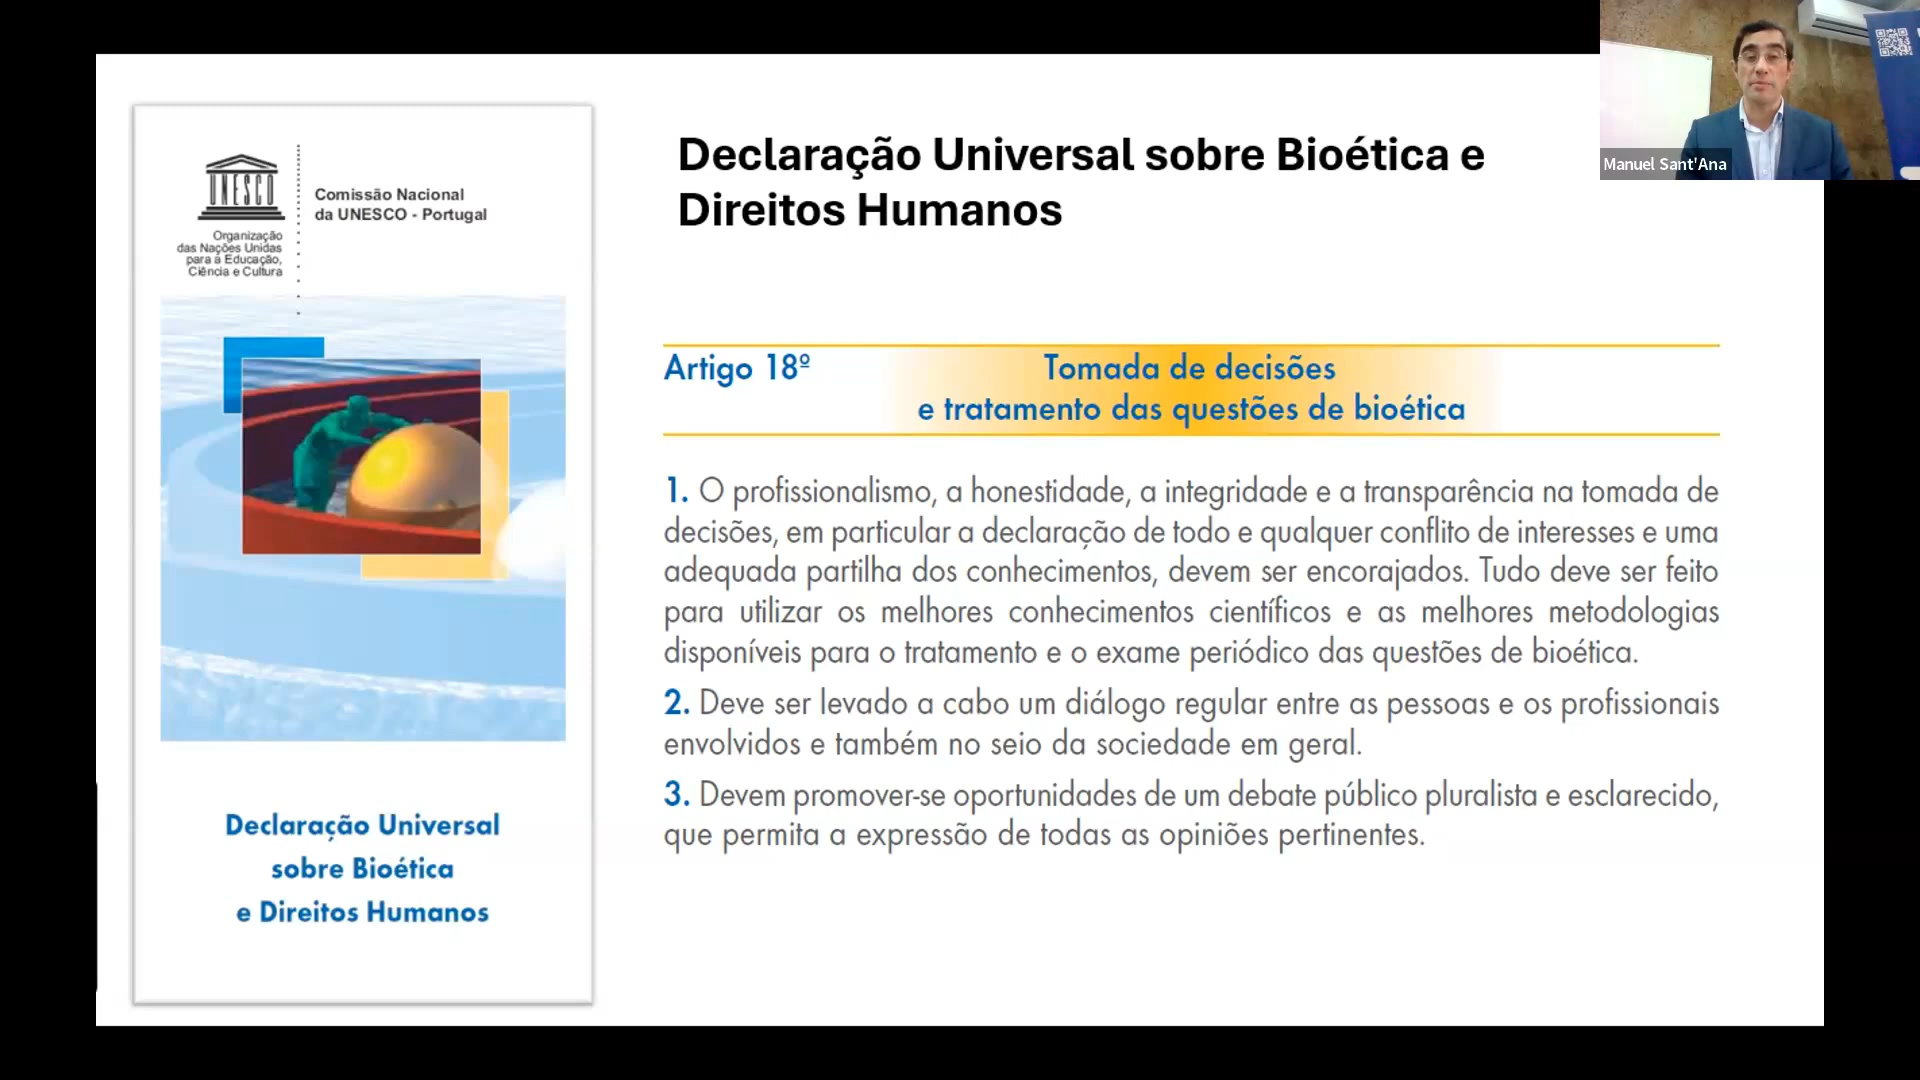 UNESCO
Organização
das Nações Unidas
para a Educação,
Ciência e Cultura
Comissão Nacional
da UNESCO - Portugal
Declaração Universal
sobre Bioética
e Direitos Humanos
Declaração Universal sobre Bioética e
Direitos Humanos
Artigo 18º
Tomada de decisões
e tratamento das questões de bioética
1. O profissionalismo, a honestidade, a integridade e a transparência na tomada de
decisões, em particular a declaração de todo e qualquer conflito de interesses e uma
adequada partilha dos conhecimentos, devem ser encorajados. Tudo deve ser feito
para utilizar os melhores conhecimentos científicos e as melhores metodologias
disponíveis para o tratamento e o exame periódico das questões de bioética.
2. Deve ser levado a cabo um diálogo regular entre as pessoas e os profissionais
envolvidos e também no seio da sociedade em geral.
3. Devem promover-se oportunidades de um debate público pluralista e esclarecido,
que permita a expressão de todas as opiniões pertinentes.
Manuel Sant'Ana